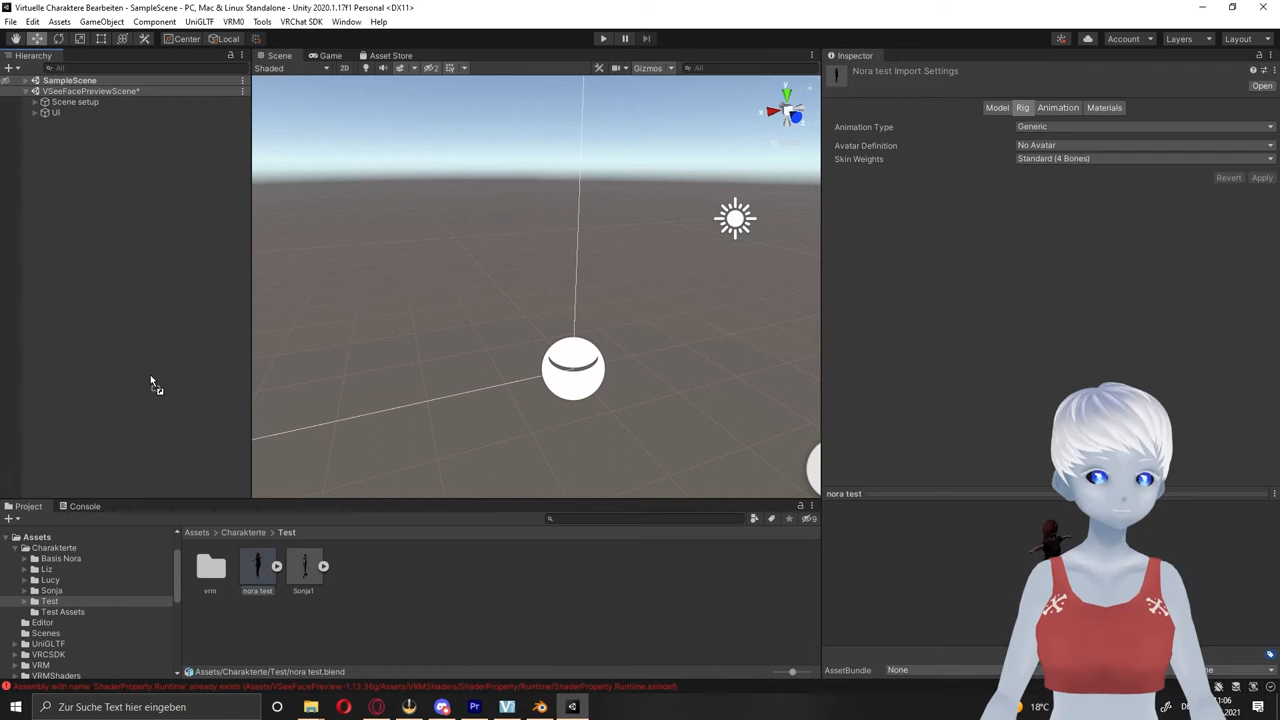 Virtuelle Charaktere Bearbeiten - SampleScene - PC, Mac & Linux Standalone - Unity 2020.1.17f1 Personal <DX11>
File Edit Assets GameObject Component UniGLTF VRM0 Tools VRChat SDK Window Help
Center Local Account Layers Layout
Hierarchy Scene Game Asset Store Inspector
All Shaded 2D 2 Gizmos All
Nora test Import Settings
Open
SampleScene
VSeeFacePreviewScene*
Scene setup
UI
y
x
z
Model Rig Animation Materials
Animation Type Generic
Avatar Definition No Avatar
Skin Weights Standard (4 Bones)
Revert Apply
nora test
Project Console
9
Assets
Charakterte
Basis Nora
Liz
Lucy
Sonja
Test
Test Assets
Editor
Scenes
UniGLTF
VRCSDK
VRM
VRMShaders
Assets > Charakterte > Test
vrm nora test Sonja1
Assets/Charakterte/Test/nora test.blend
AssetBundle None
Assembly with name 'ShaderProperty.Runtime' already exists (Assets/VSeeFacePreview-1.13.36g/Assets/VRMShaders/ShaderProperty/Runtime/ShaderProperty.Runtime.asmdef)
Zur Suche Text hier eingeben
Pr
18°C